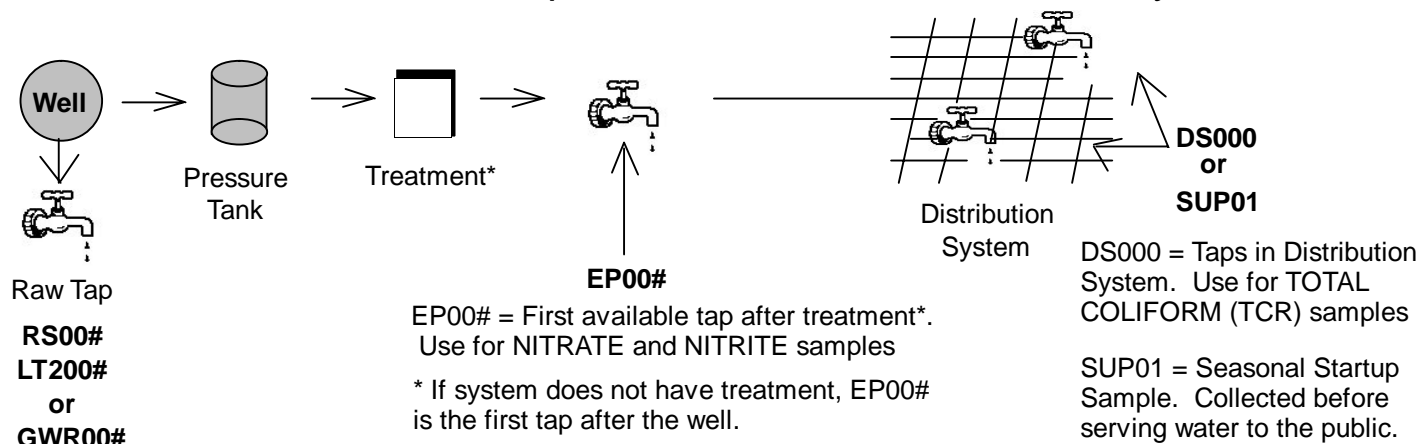 Well
Pressure
Tank
Treatment*
Raw Tap
RS00#
LT200#
or
GWR00#
EP00#
EP00# = First available tap after treatment*.
Use for NITRATE and NITRITE samples
* If system does not have treatment, EP00#
is the first tap after the well.
Distribution
System
DS000
or
SUP01
DS000 = Taps in Distribution
System. Use for TOTAL
COLIFORM (TCR) samples
SUP01 = Seasonal Startup
Sample. Collected before
serving water to the public.